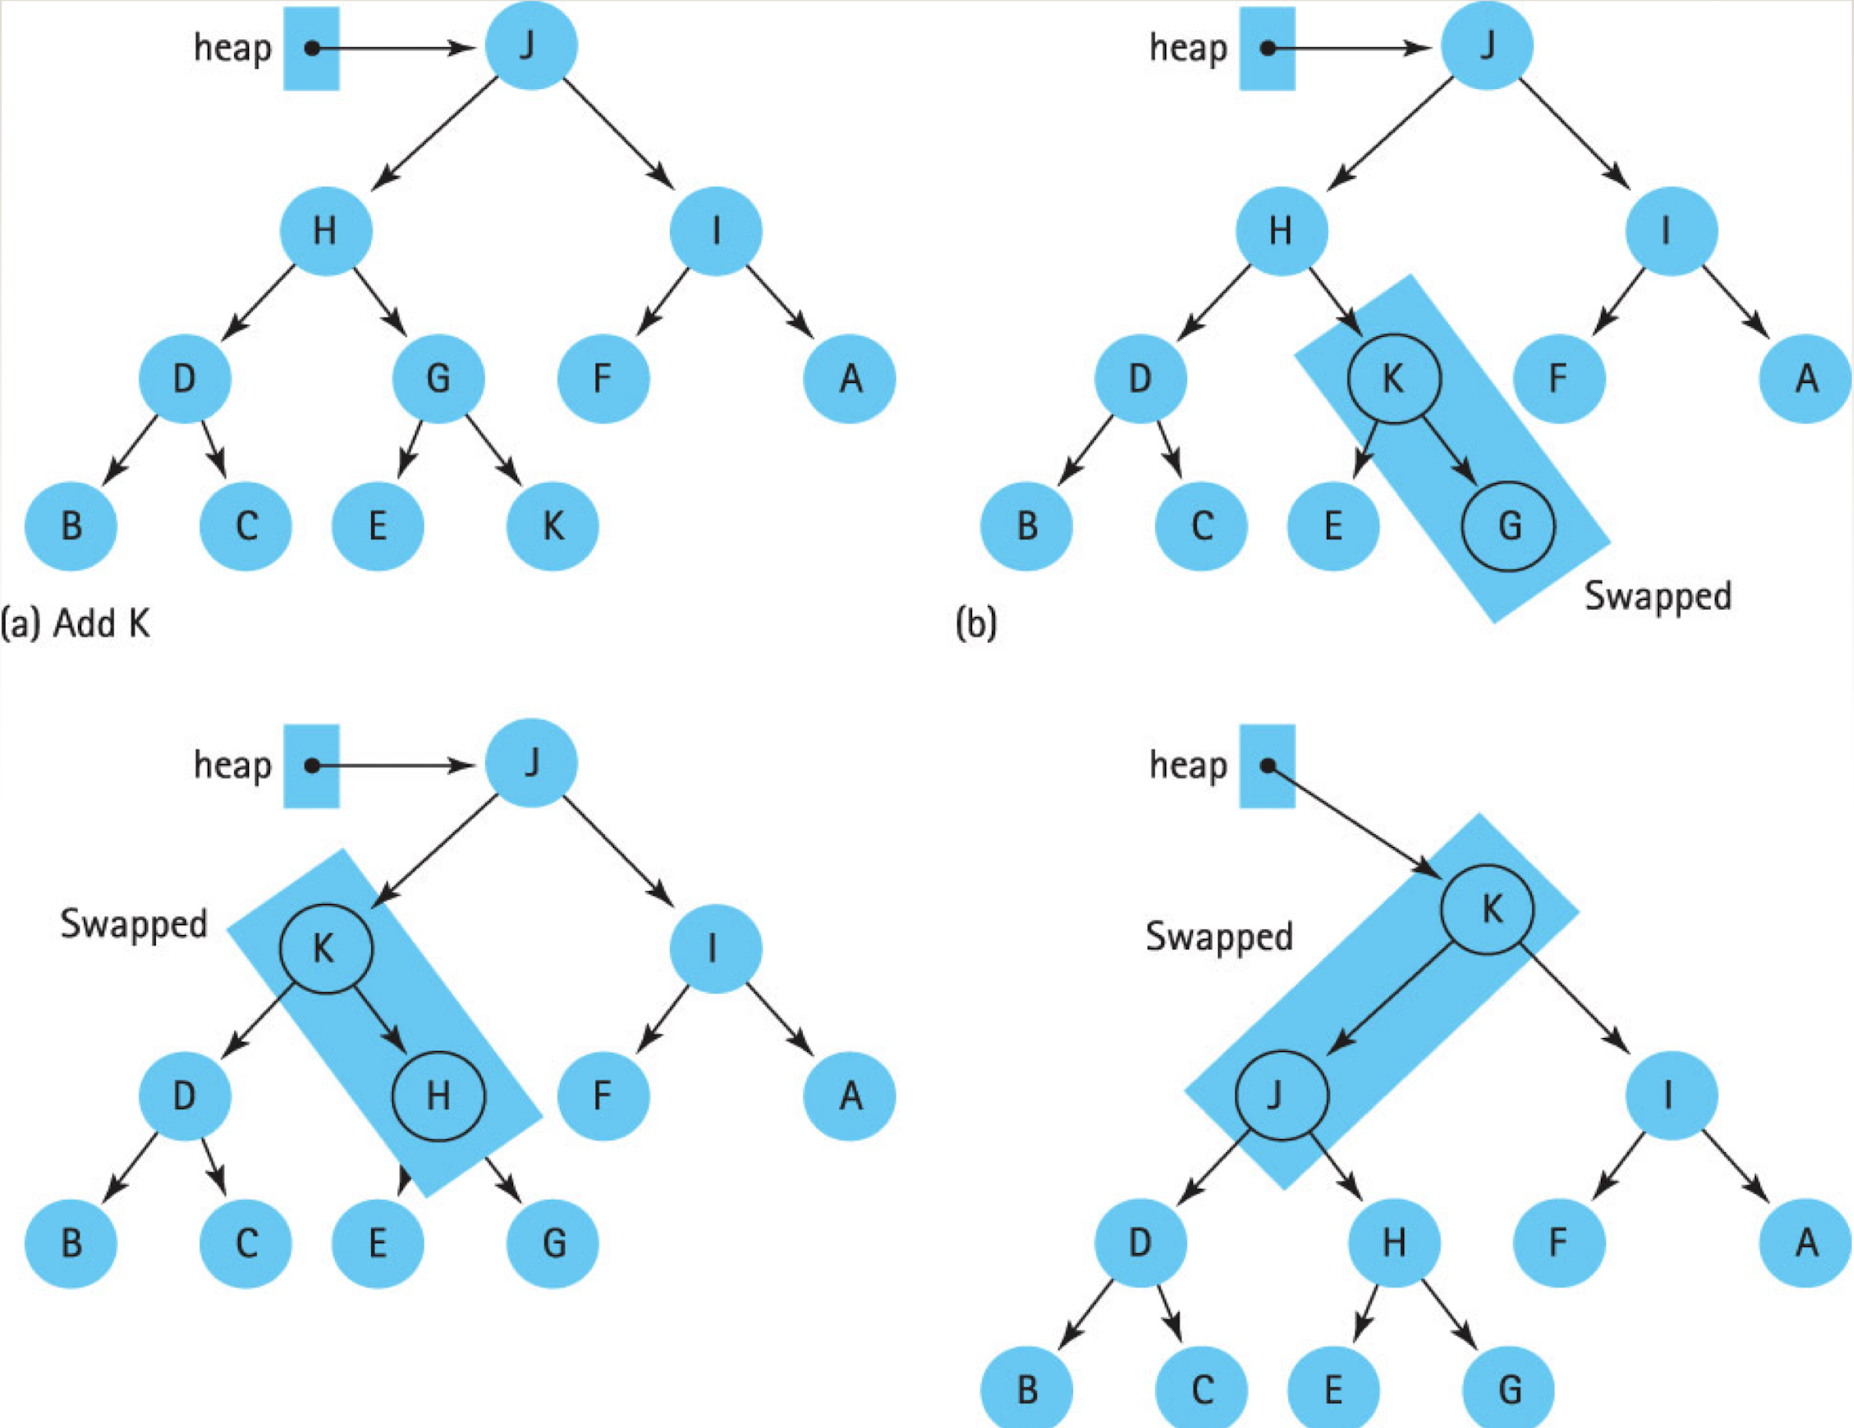 heap J
H I
D G F A
B C E K
(a) Add K
heap J
H I
D K F A
B C E G
Swapped
(b)
heap J
Swapped K I
D H F A
B C E G
heap
K
Swapped
J I
D H F A
B C E G